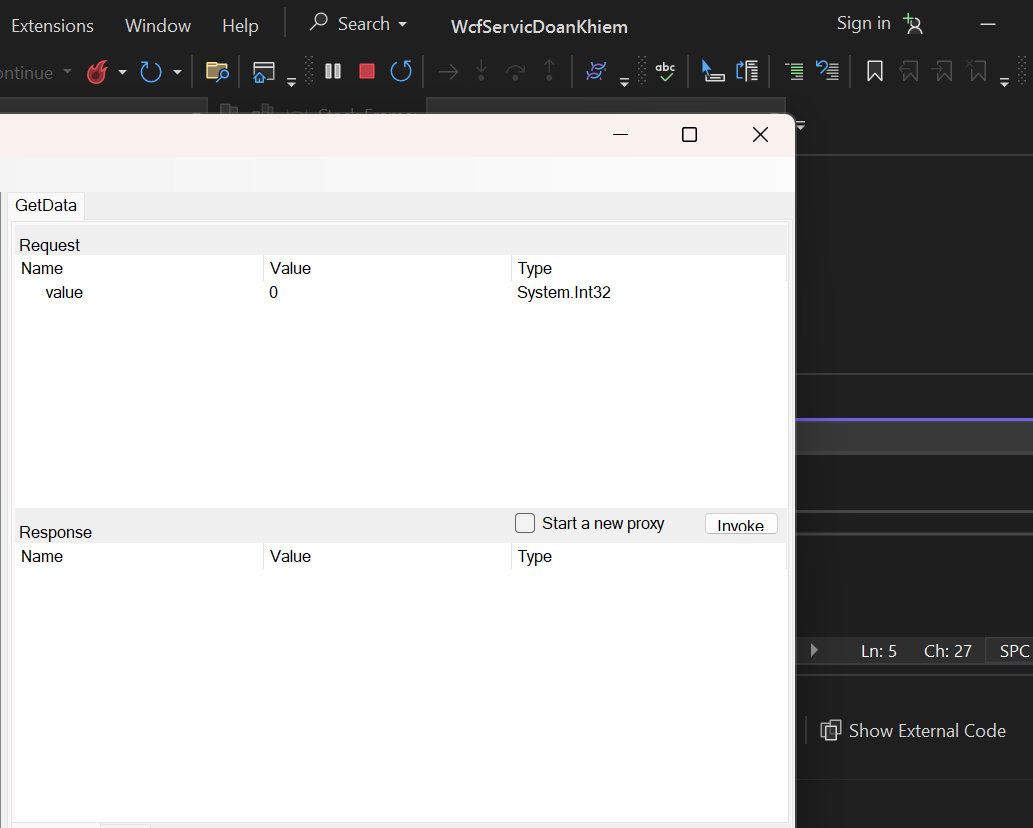 Extensions Window Help Search WcfServicDoanKhiem Sign in
abc
GetData
Request
Name Value Type
value 0 System.Int32
Response Start a new proxy Invoke
Name Value Type
Ln: 5 Ch: 27 SPC
Show External Code